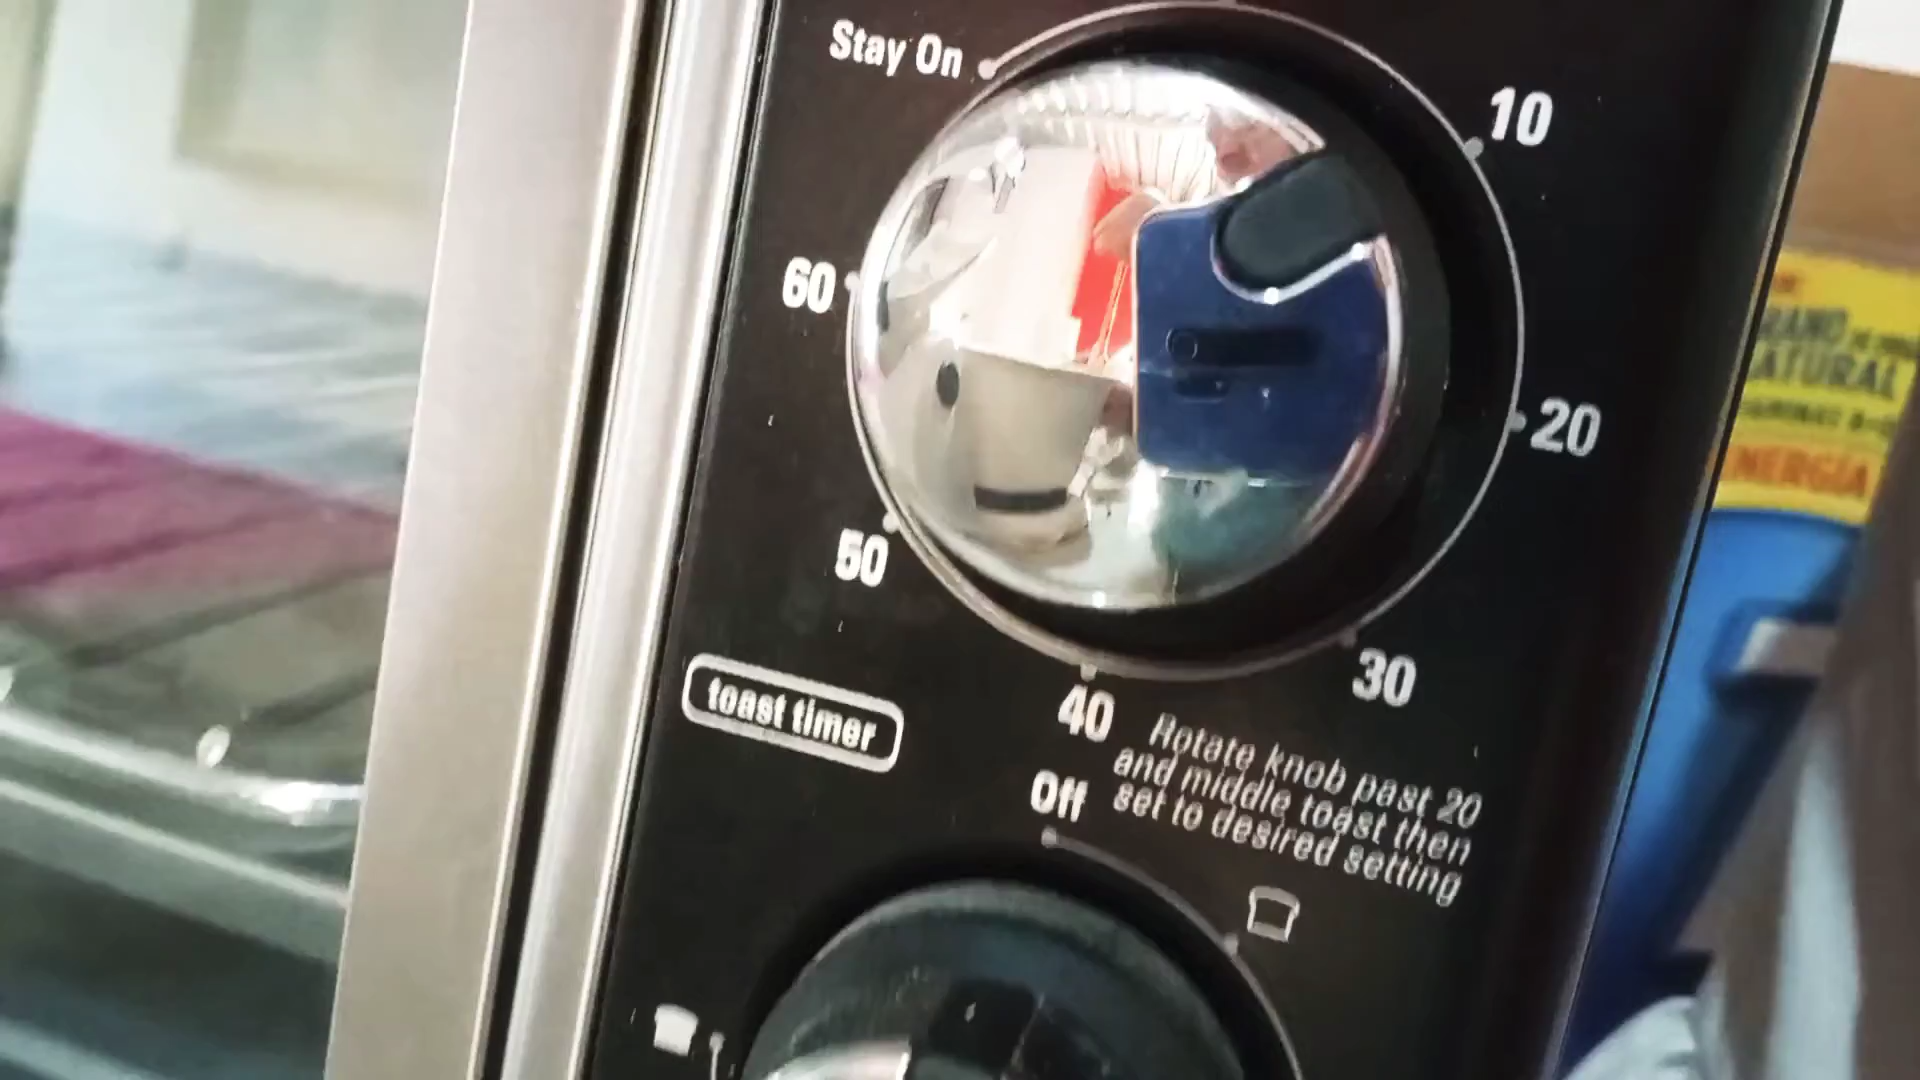 Stay On
10
60
20
50
30
40
toast timer
Rotate knob past 20
and middle toast then
set to desired setting
Off
NATURAL